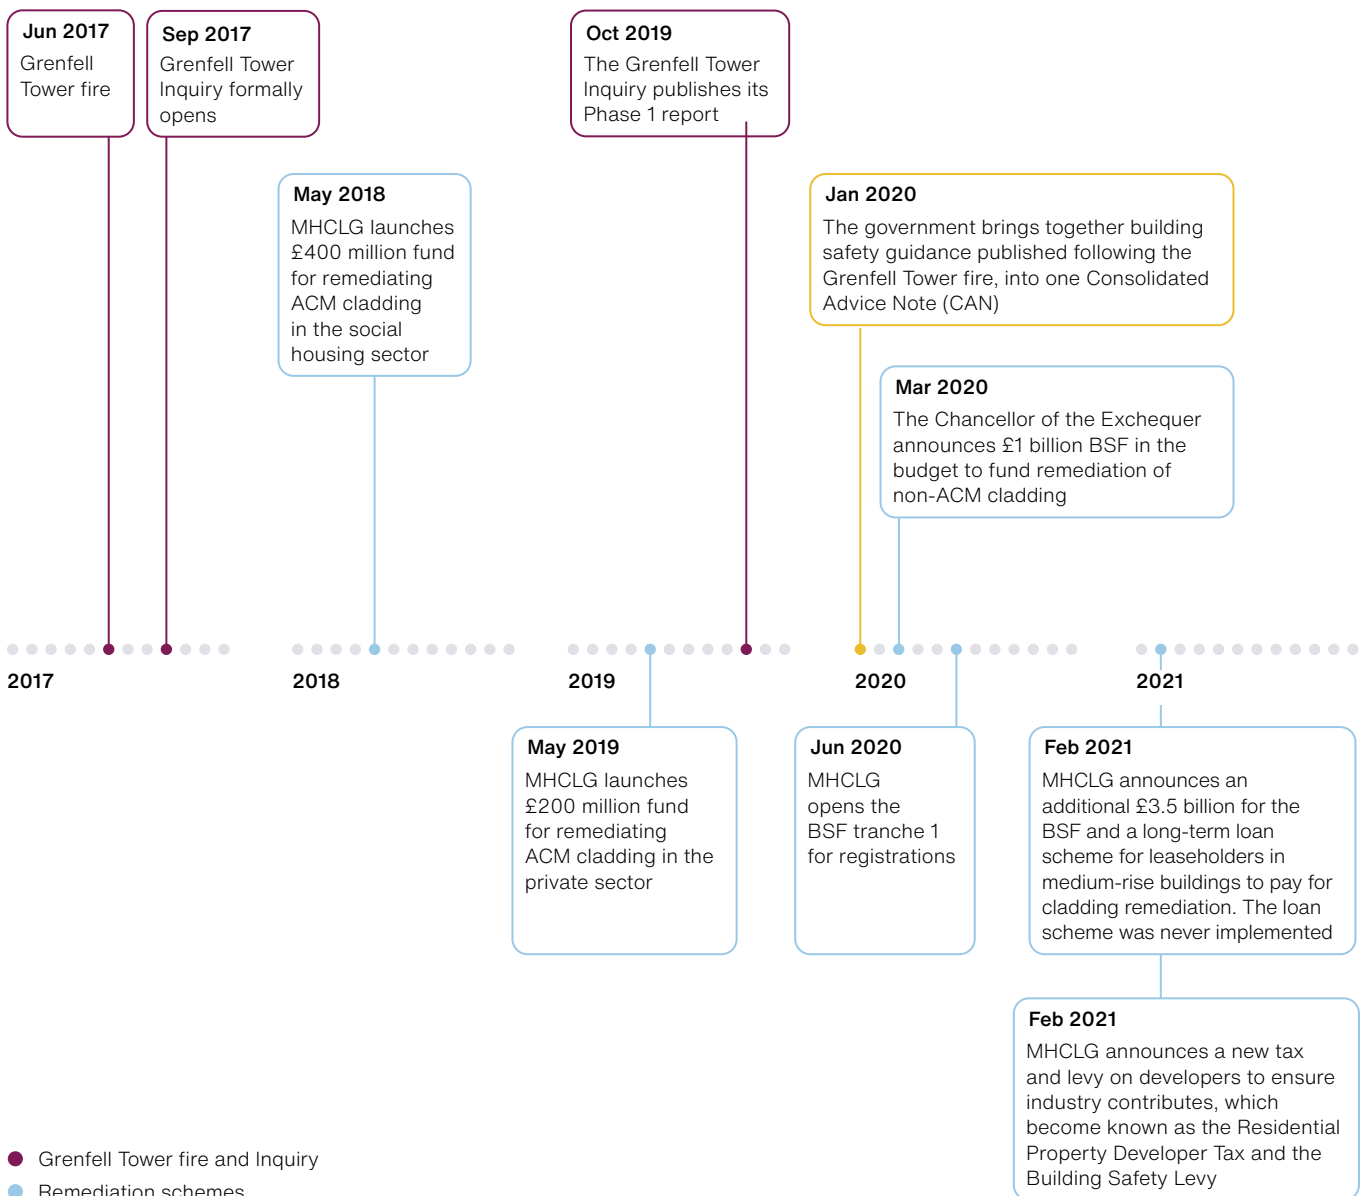 Jun 2017
Grenfell
Tower fire
Sep 2017
Grenfell Tower
Inquiry formally
opens
Oct 2019
The Grenfell Tower
Inquiry publishes its
Phase 1 report
May 2018
MHCLG launches
£400 million fund
for remediating
ACM cladding
in the social
housing sector
Jan 2020
The government brings together building
safety guidance published following the
Grenfell Tower fire, into one Consolidated
Advice Note (CAN)
Mar 2020
The Chancellor of the Exchequer
announces £1 billion BSF in the
budget to fund remediation of
non-ACM cladding
2017
2018
2019
2020
2021
May 2019
MHCLG launches
£200 million fund
for remediating
ACM cladding in the
private sector
Jun 2020
MHCLG
opens the
BSF tranche 1
for registrations
Feb 2021
MHCLG announces an
additional £3.5 billion for the
BSF and a long-term loan
scheme for leaseholders in
medium-rise buildings to pay for
cladding remediation. The loan
scheme was never implemented
Feb 2021
MHCLG announces a new tax
and levy on developers to ensure
industry contributes, which
become known as the Residential
Property Developer Tax and the
Building Safety Levy
Grenfell Tower fire and Inquiry
Remediation schemes